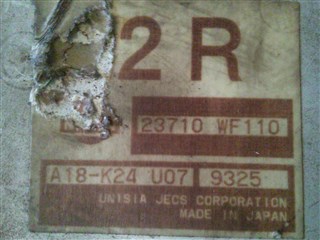 2R
23710 WF110
A18-K24 U07 9325
UNISIA JECS CORPORATION
MADE IN JAPAN